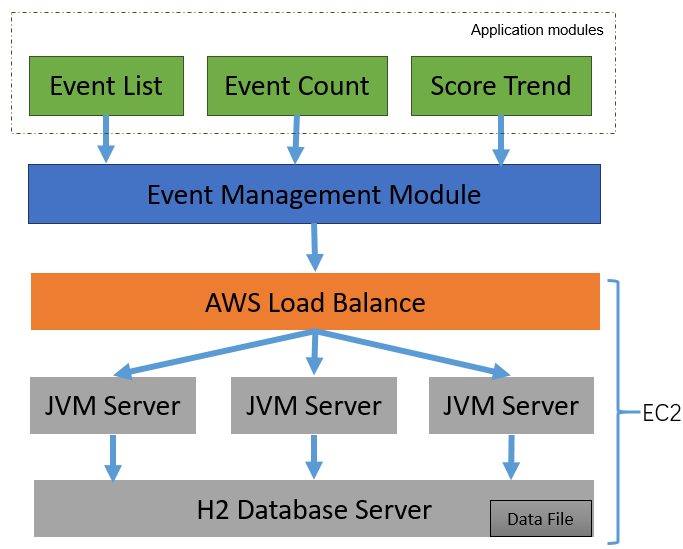 Application modules
Event List
Event Count
Score Trend
Event Management Module
AWS Load Balance
JVM Server
JVM Server
JVM Server
EC2
H2 Database Server
Data File